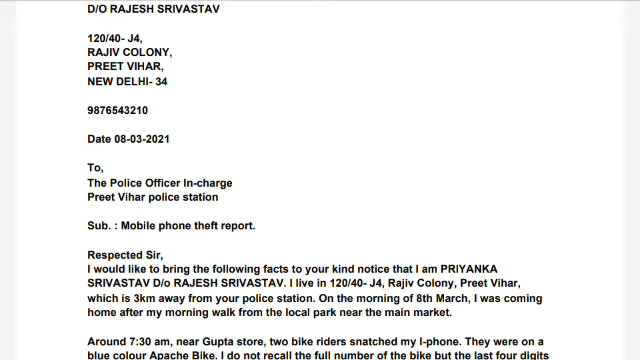 D/O RAJESH SRIVASTAV
120/40- J4,
RAJIV COLONY,
PREET VIHAR,
NEW DELHI- 34
9876543210
Date 08-03-2021
To,
The Police Officer In-charge
Preet Vihar police station
Sub. : Mobile phone theft report.
Respected Sir,
I would like to bring the following facts to your kind notice that I am PRIYANKA
SRIVASTAV D/o RAJESH SRIVASTAV. I live in 120/40- J4, Rajiv Colony, Preet Vihar,
which is 3km away from your police station. On the morning of 8th March, I was coming
home after my morning walk from the local park near the main market.
Around 7:30 am, near Gupta store, two bike riders snatched my I-phone. They were on a
blue colour Apache Bike. I do not recall the full number of the bike but the last four digits